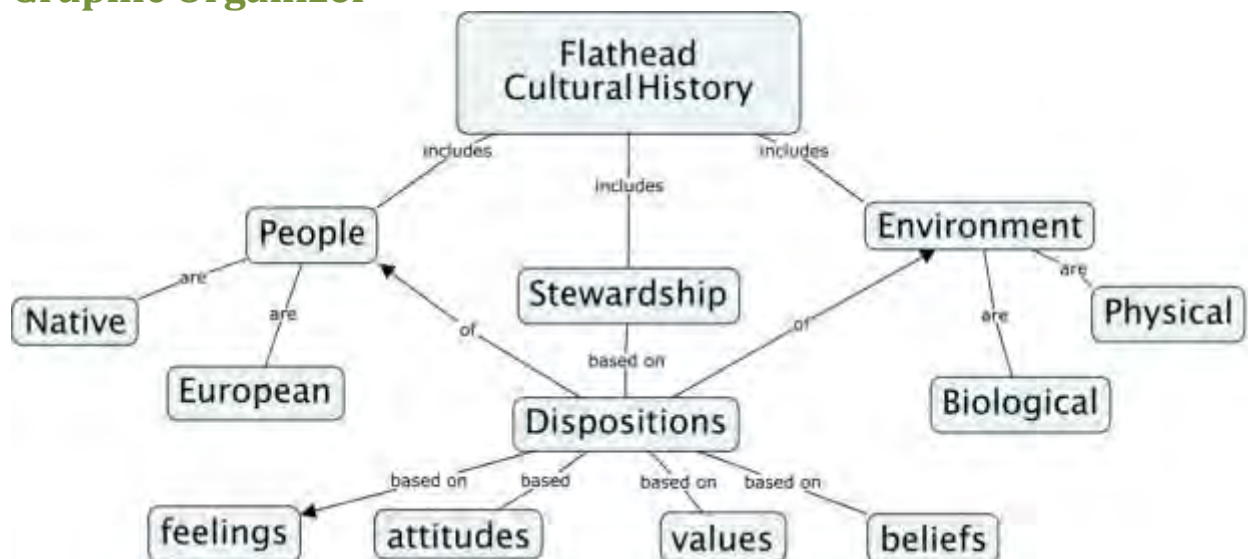 Graphic Organizer
Flathead
Cultural History
includes
includes
includes
People
Environment
are
Stewardship
are
Native
are
of
of
are
Physical
based on
European
Biological
Dispositions
based on
based
based on
based on
feelings
attitudes
values
beliefs